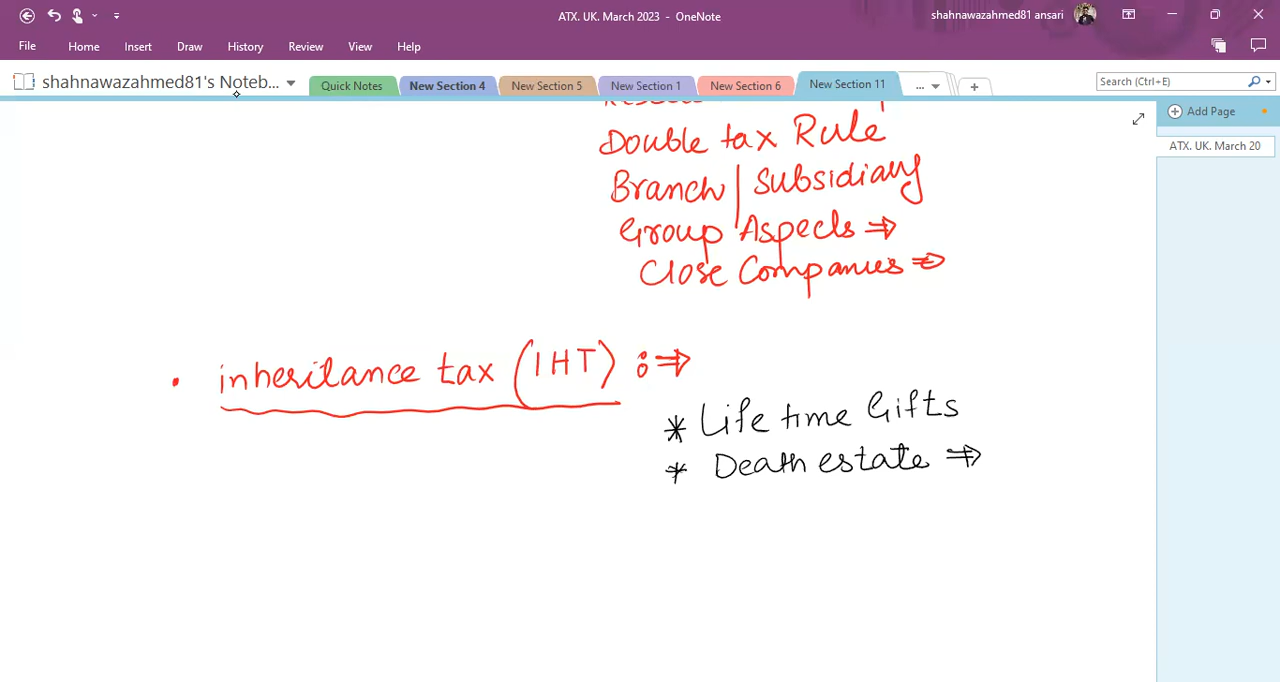 ATX. UK. March 2023 - OneNote
shahnawazahmed81 ansari
File Home Insert Draw History Review View Help
shahnawazahmed81's Noteb...
Quick Notes New Section 4 New Section 5 New Section 1 New Section 6 New Section 11 ... +
Search (Ctrl+E)
Add Page
ATX. UK. March 20
Double tax Rule
Branch | Subsidiary
Group Aspects ⇒
Close Companies ⇒
• inheritance tax (IHT) :⇒
* Life time Gifts
* Death estate ⇒